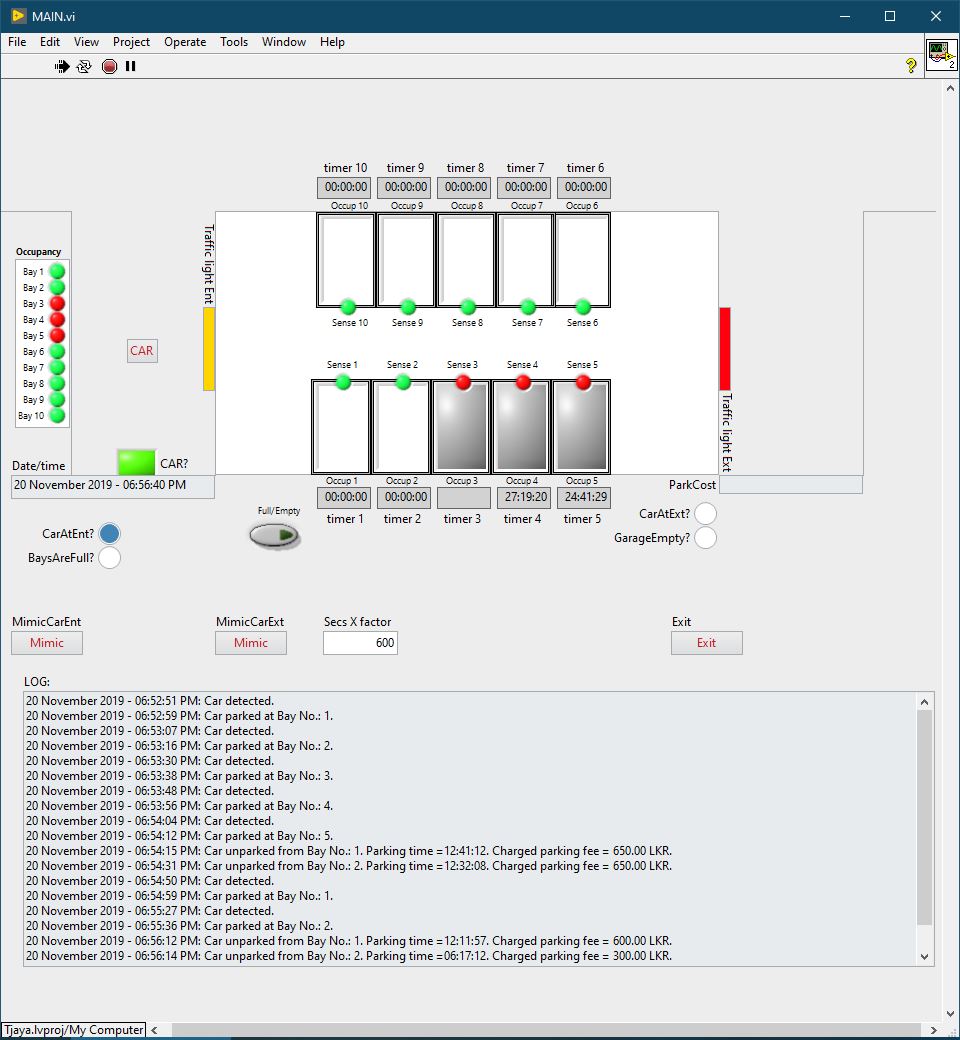 MAIN.vi
File Edit View Project Operate Tools Window Help
2
timer 10 timer 9 timer 8 timer 7 timer 6
00:00:00 00:00:00 00:00:00 00:00:00 00:00:00
Occup 10 Occup 9 Occup 8 Occup 7 Occup 6
Traffic light Ent
Occupancy
Bay 1
Bay 2
Bay 3
Bay 4
Bay 5
Bay 6
Bay 7
Bay 8
Bay 9
Bay 10
CAR
Sense 10 Sense 9 Sense 8 Sense 7 Sense 6
Sense 1 Sense 2 Sense 3 Sense 4 Sense 5
Traffic light Ext
Date/time
CAR?
20 November 2019 - 06:56:40 PM
Occup 1 Occup 2 Occup 3 Occup 4 Occup 5
00:00:00 00:00:00 27:19:20 24:41:29
timer 1 timer 2 timer 3 timer 4 timer 5
ParkCost
Full/Empty
CarAtEnt?
BaysAreFull?
CarAtExt?
GarageEmpty?
MimicCarEnt MimicCarExt Secs X factor Exit
Mimic Mimic 600 Exit
LOG:
20 November 2019 - 06:52:51 PM: Car detected.
20 November 2019 - 06:52:59 PM: Car parked at Bay No.: 1.
20 November 2019 - 06:53:07 PM: Car detected.
20 November 2019 - 06:53:16 PM: Car parked at Bay No.: 2.
20 November 2019 - 06:53:30 PM: Car detected.
20 November 2019 - 06:53:38 PM: Car parked at Bay No.: 3.
20 November 2019 - 06:53:48 PM: Car detected.
20 November 2019 - 06:53:56 PM: Car parked at Bay No.: 4.
20 November 2019 - 06:54:04 PM: Car detected.
20 November 2019 - 06:54:12 PM: Car parked at Bay No.: 5.
20 November 2019 - 06:54:15 PM: Car unparked from Bay No.: 1. Parking time =12:41:12. Charged parking fee = 650.00 LKR.
20 November 2019 - 06:54:31 PM: Car unparked from Bay No.: 2. Parking time =12:32:08. Charged parking fee = 650.00 LKR.
20 November 2019 - 06:54:50 PM: Car detected.
20 November 2019 - 06:54:59 PM: Car parked at Bay No.: 1.
20 November 2019 - 06:55:27 PM: Car detected.
20 November 2019 - 06:55:36 PM: Car parked at Bay No.: 2.
20 November 2019 - 06:56:12 PM: Car unparked from Bay No.: 1. Parking time =12:11:57. Charged parking fee = 600.00 LKR.
20 November 2019 - 06:56:14 PM: Car unparked from Bay No.: 2. Parking time =06:17:12. Charged parking fee = 300.00 LKR.
Tjaya.lvproj/My Computer